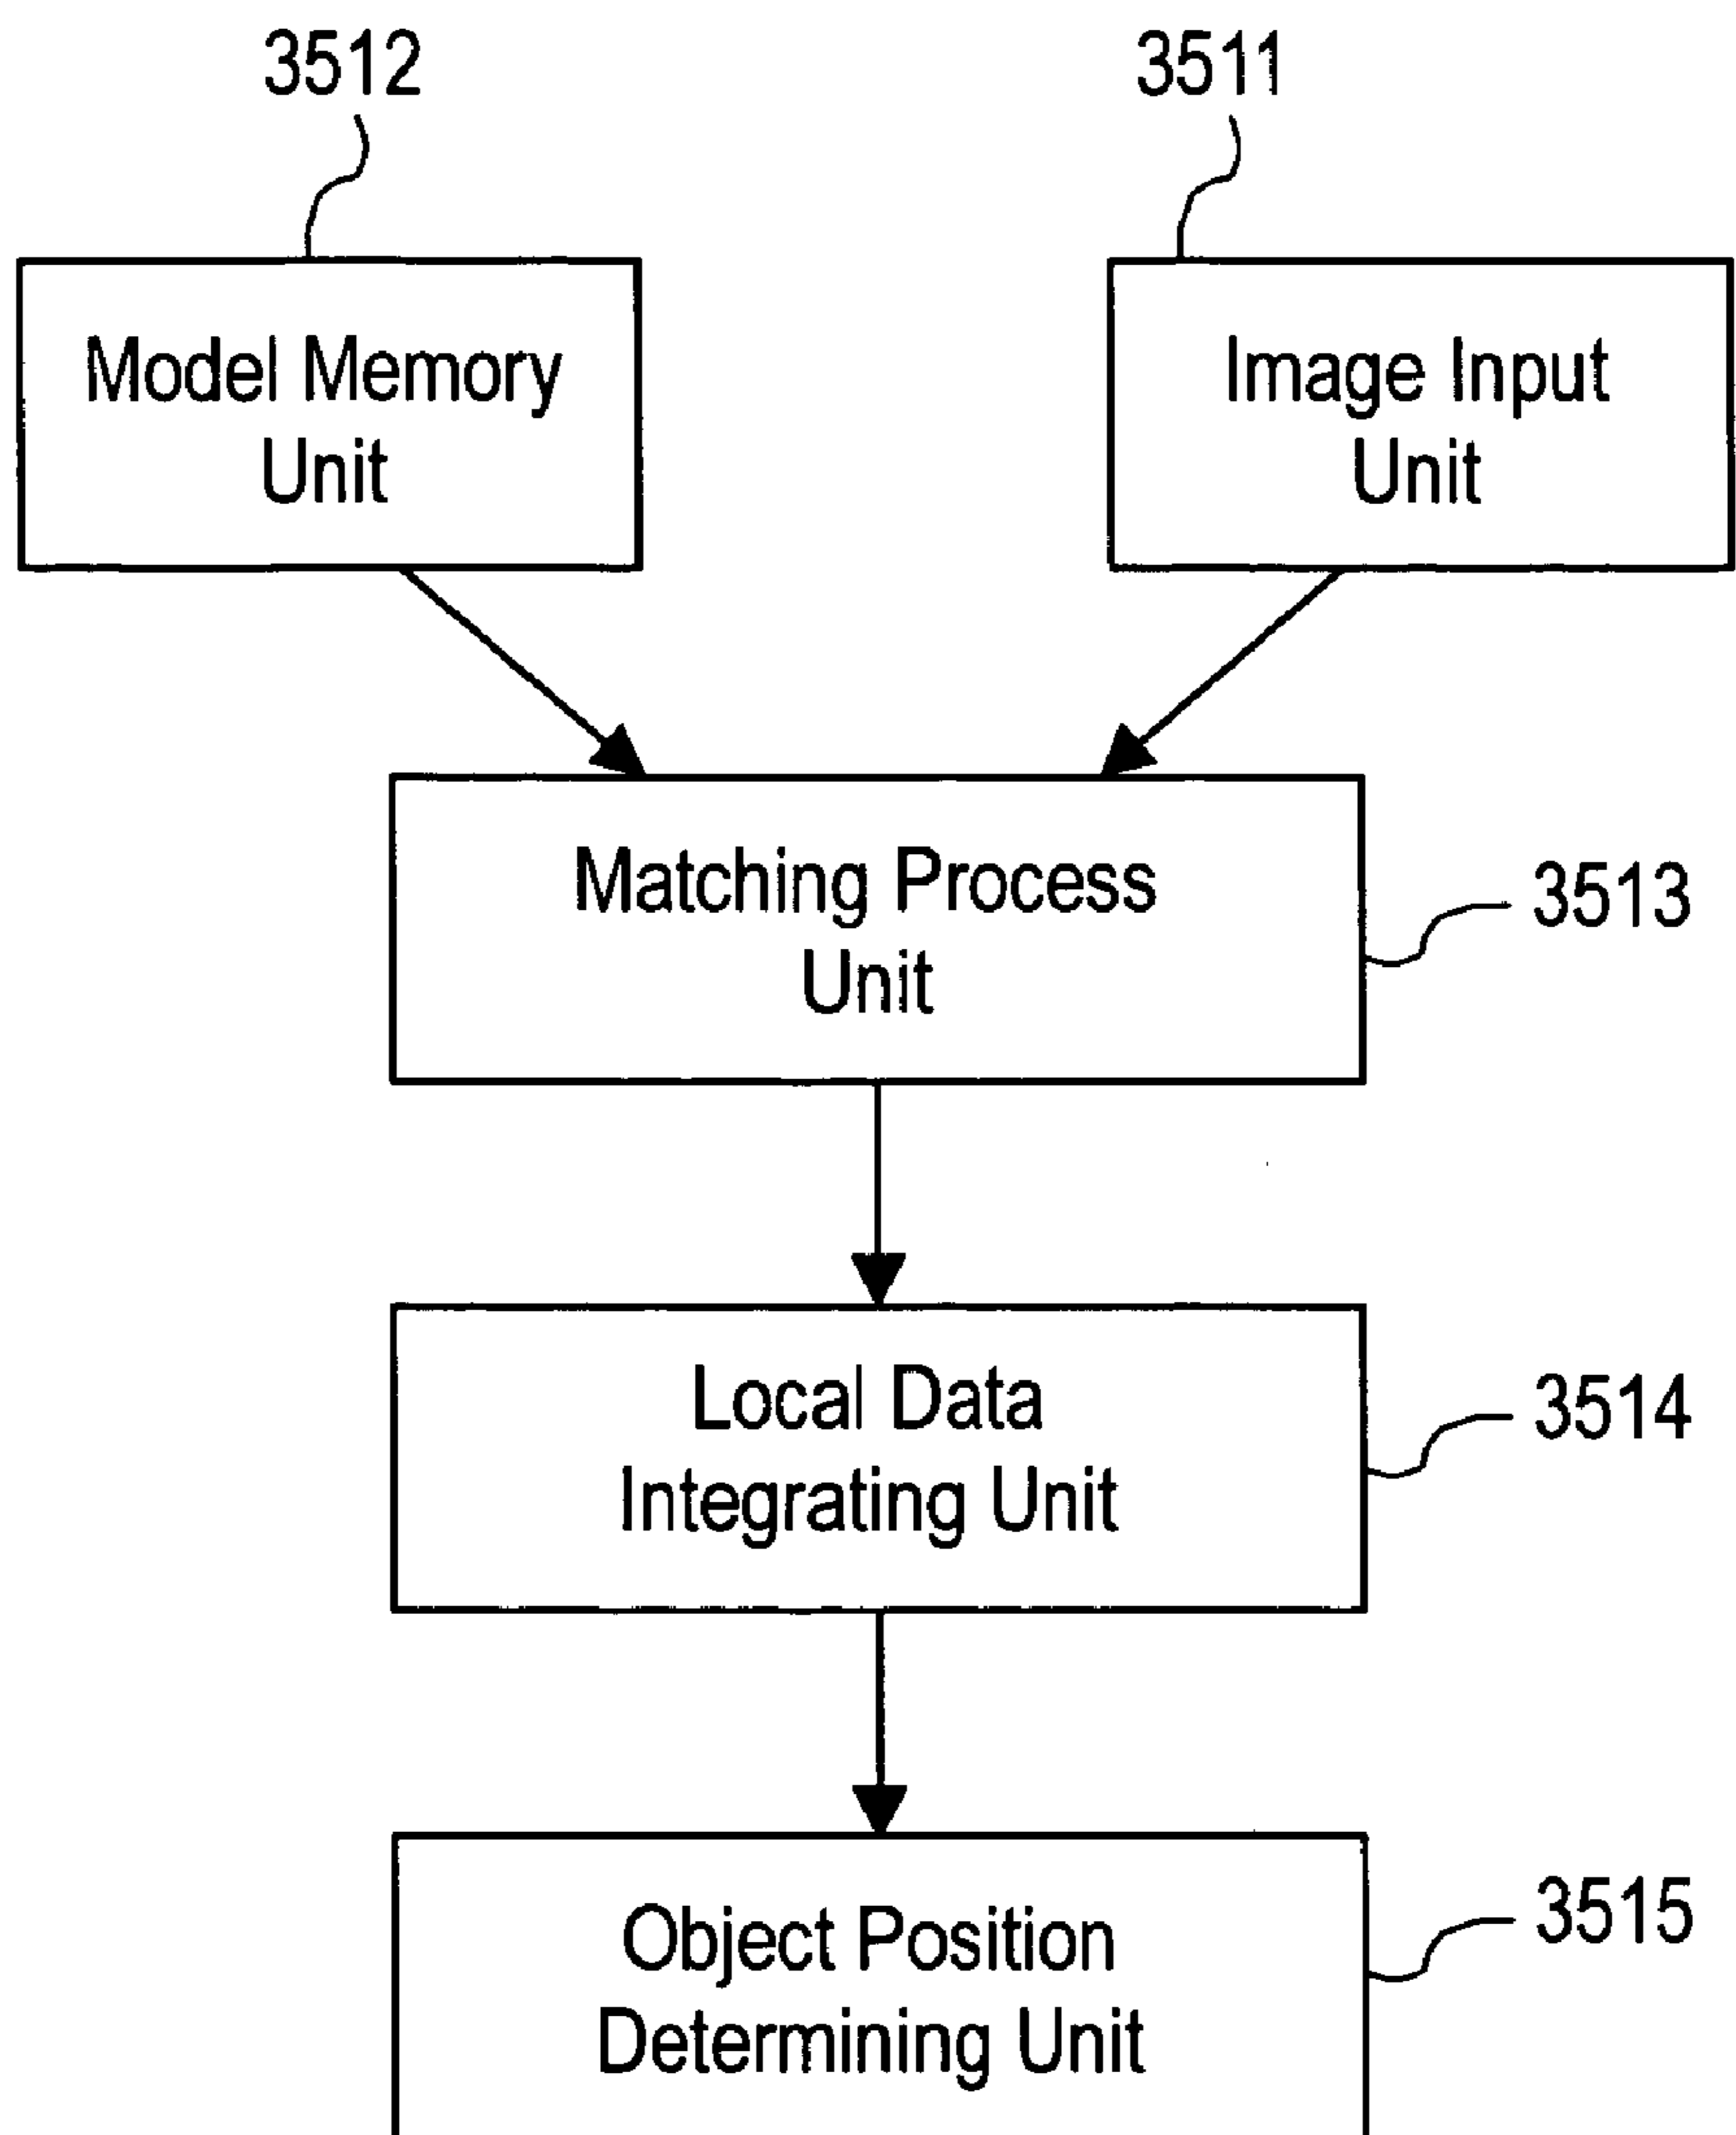 3512
3511
Model Memory
Unit
Image Input
Unit
Matching Process
Unit
3513
Local Data
Integrating Unit
3514
Object Position
Determining Unit
3515